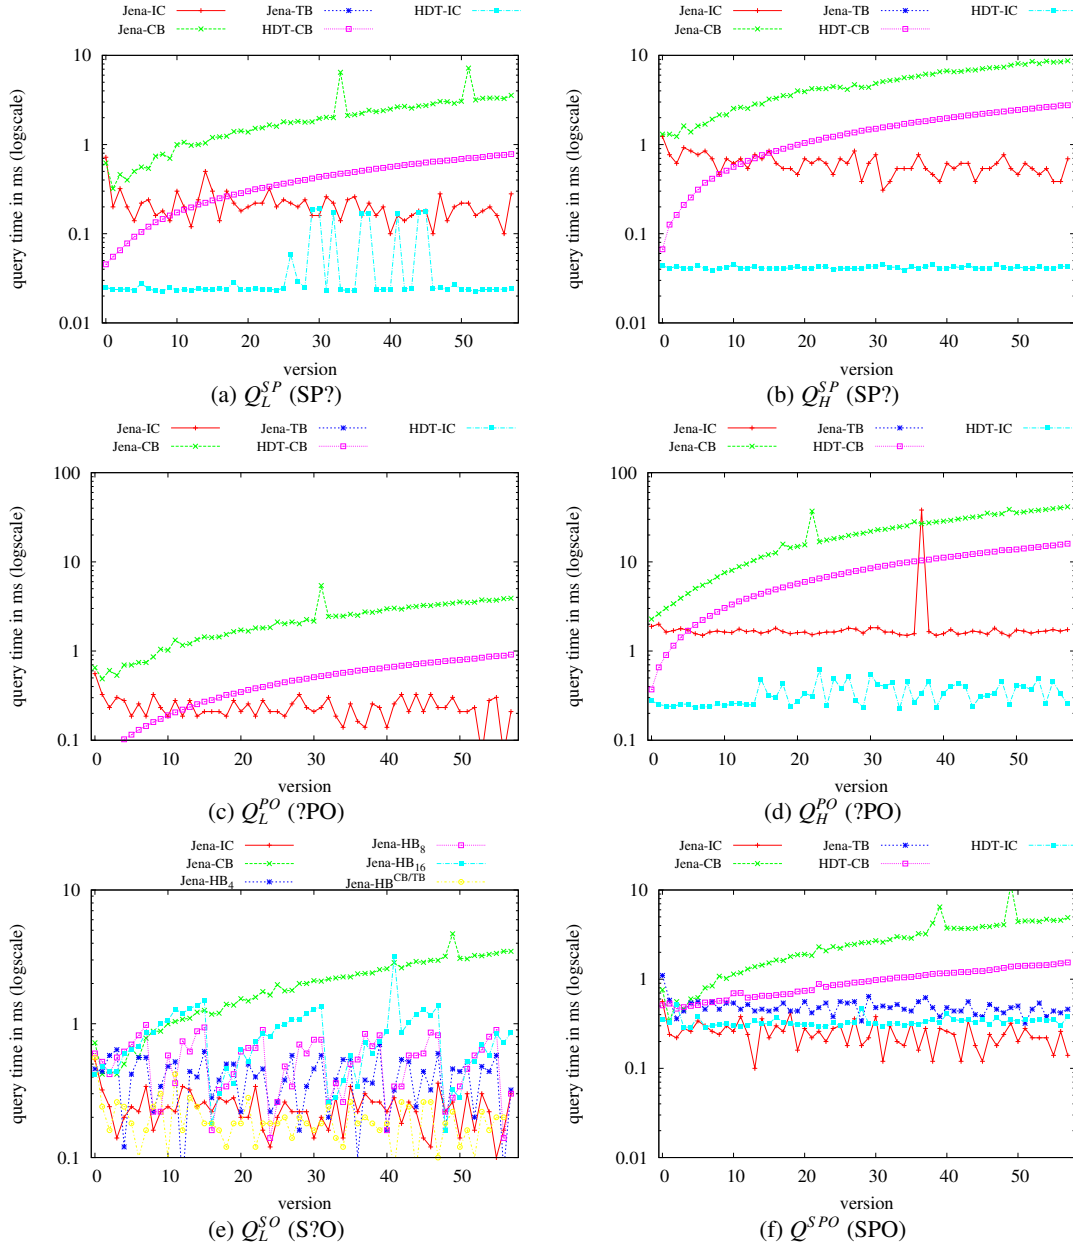 Jena-IC Jena-TB HDT-IC
Jena-CB HDT-CB
query time in ms (logscale)
10
1
0.1
0.01
0 10 20 30 40 50
version
(a) Q_L^{SP} (SP?)
Jena-IC Jena-TB HDT-IC
Jena-CB HDT-CB
query time in ms (logscale)
10
1
0.1
0.01
0 10 20 30 40 50
version
(b) Q_H^{SP} (SP?)
Jena-IC Jena-TB HDT-IC
Jena-CB HDT-CB
query time in ms (logscale)
100
10
1
0.1
0 10 20 30 40 50
version
(c) Q_L^{PO} (?PO)
Jena-IC Jena-TB HDT-IC
Jena-CB HDT-CB
query time in ms (logscale)
100
10
1
0.1
0 10 20 30 40 50
version
(d) Q_H^{PO} (?PO)
Jena-IC Jena-HB_8
Jena-CB Jena-HB_{16}
Jena-HB_4 Jena-HB^{CB/TB}
query time in ms (logscale)
10
1
0.1
0 10 20 30 40 50
version
(e) Q_L^{SO} (S?O)
Jena-IC Jena-TB HDT-IC
Jena-CB HDT-CB
query time in ms (logscale)
10
1
0.1
0.01
0 10 20 30 40 50
version
(f) Q^{SPO} (SPO)